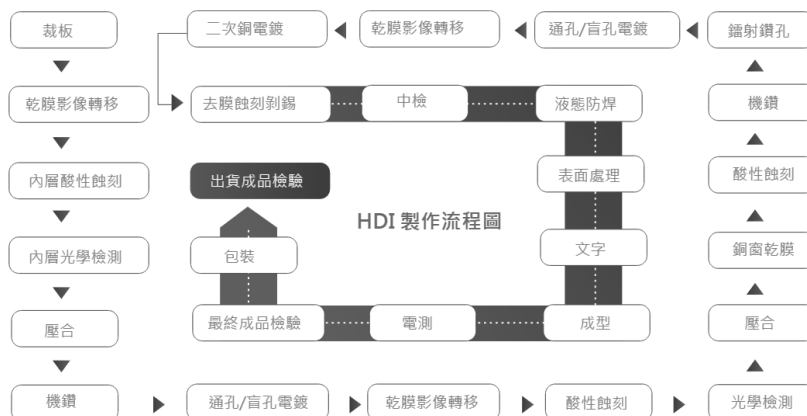 裁板
乾膜影像轉移
內層酸性蝕刻
內層光學檢測
壓合
機鑽
通孔/盲孔電鍍
乾膜影像轉移
酸性蝕刻
光學檢測
壓合
銅窗乾膜
酸性蝕刻
機鑽
鐳射鑽孔
通孔/盲孔電鍍
乾膜影像轉移
二次銅電鍍
去膜蝕刻剝錫
中檢
液態防焊
表面處理
文字
成型
電測
最終成品檢驗
包裝
出貨成品檢驗
HDI 製作流程圖